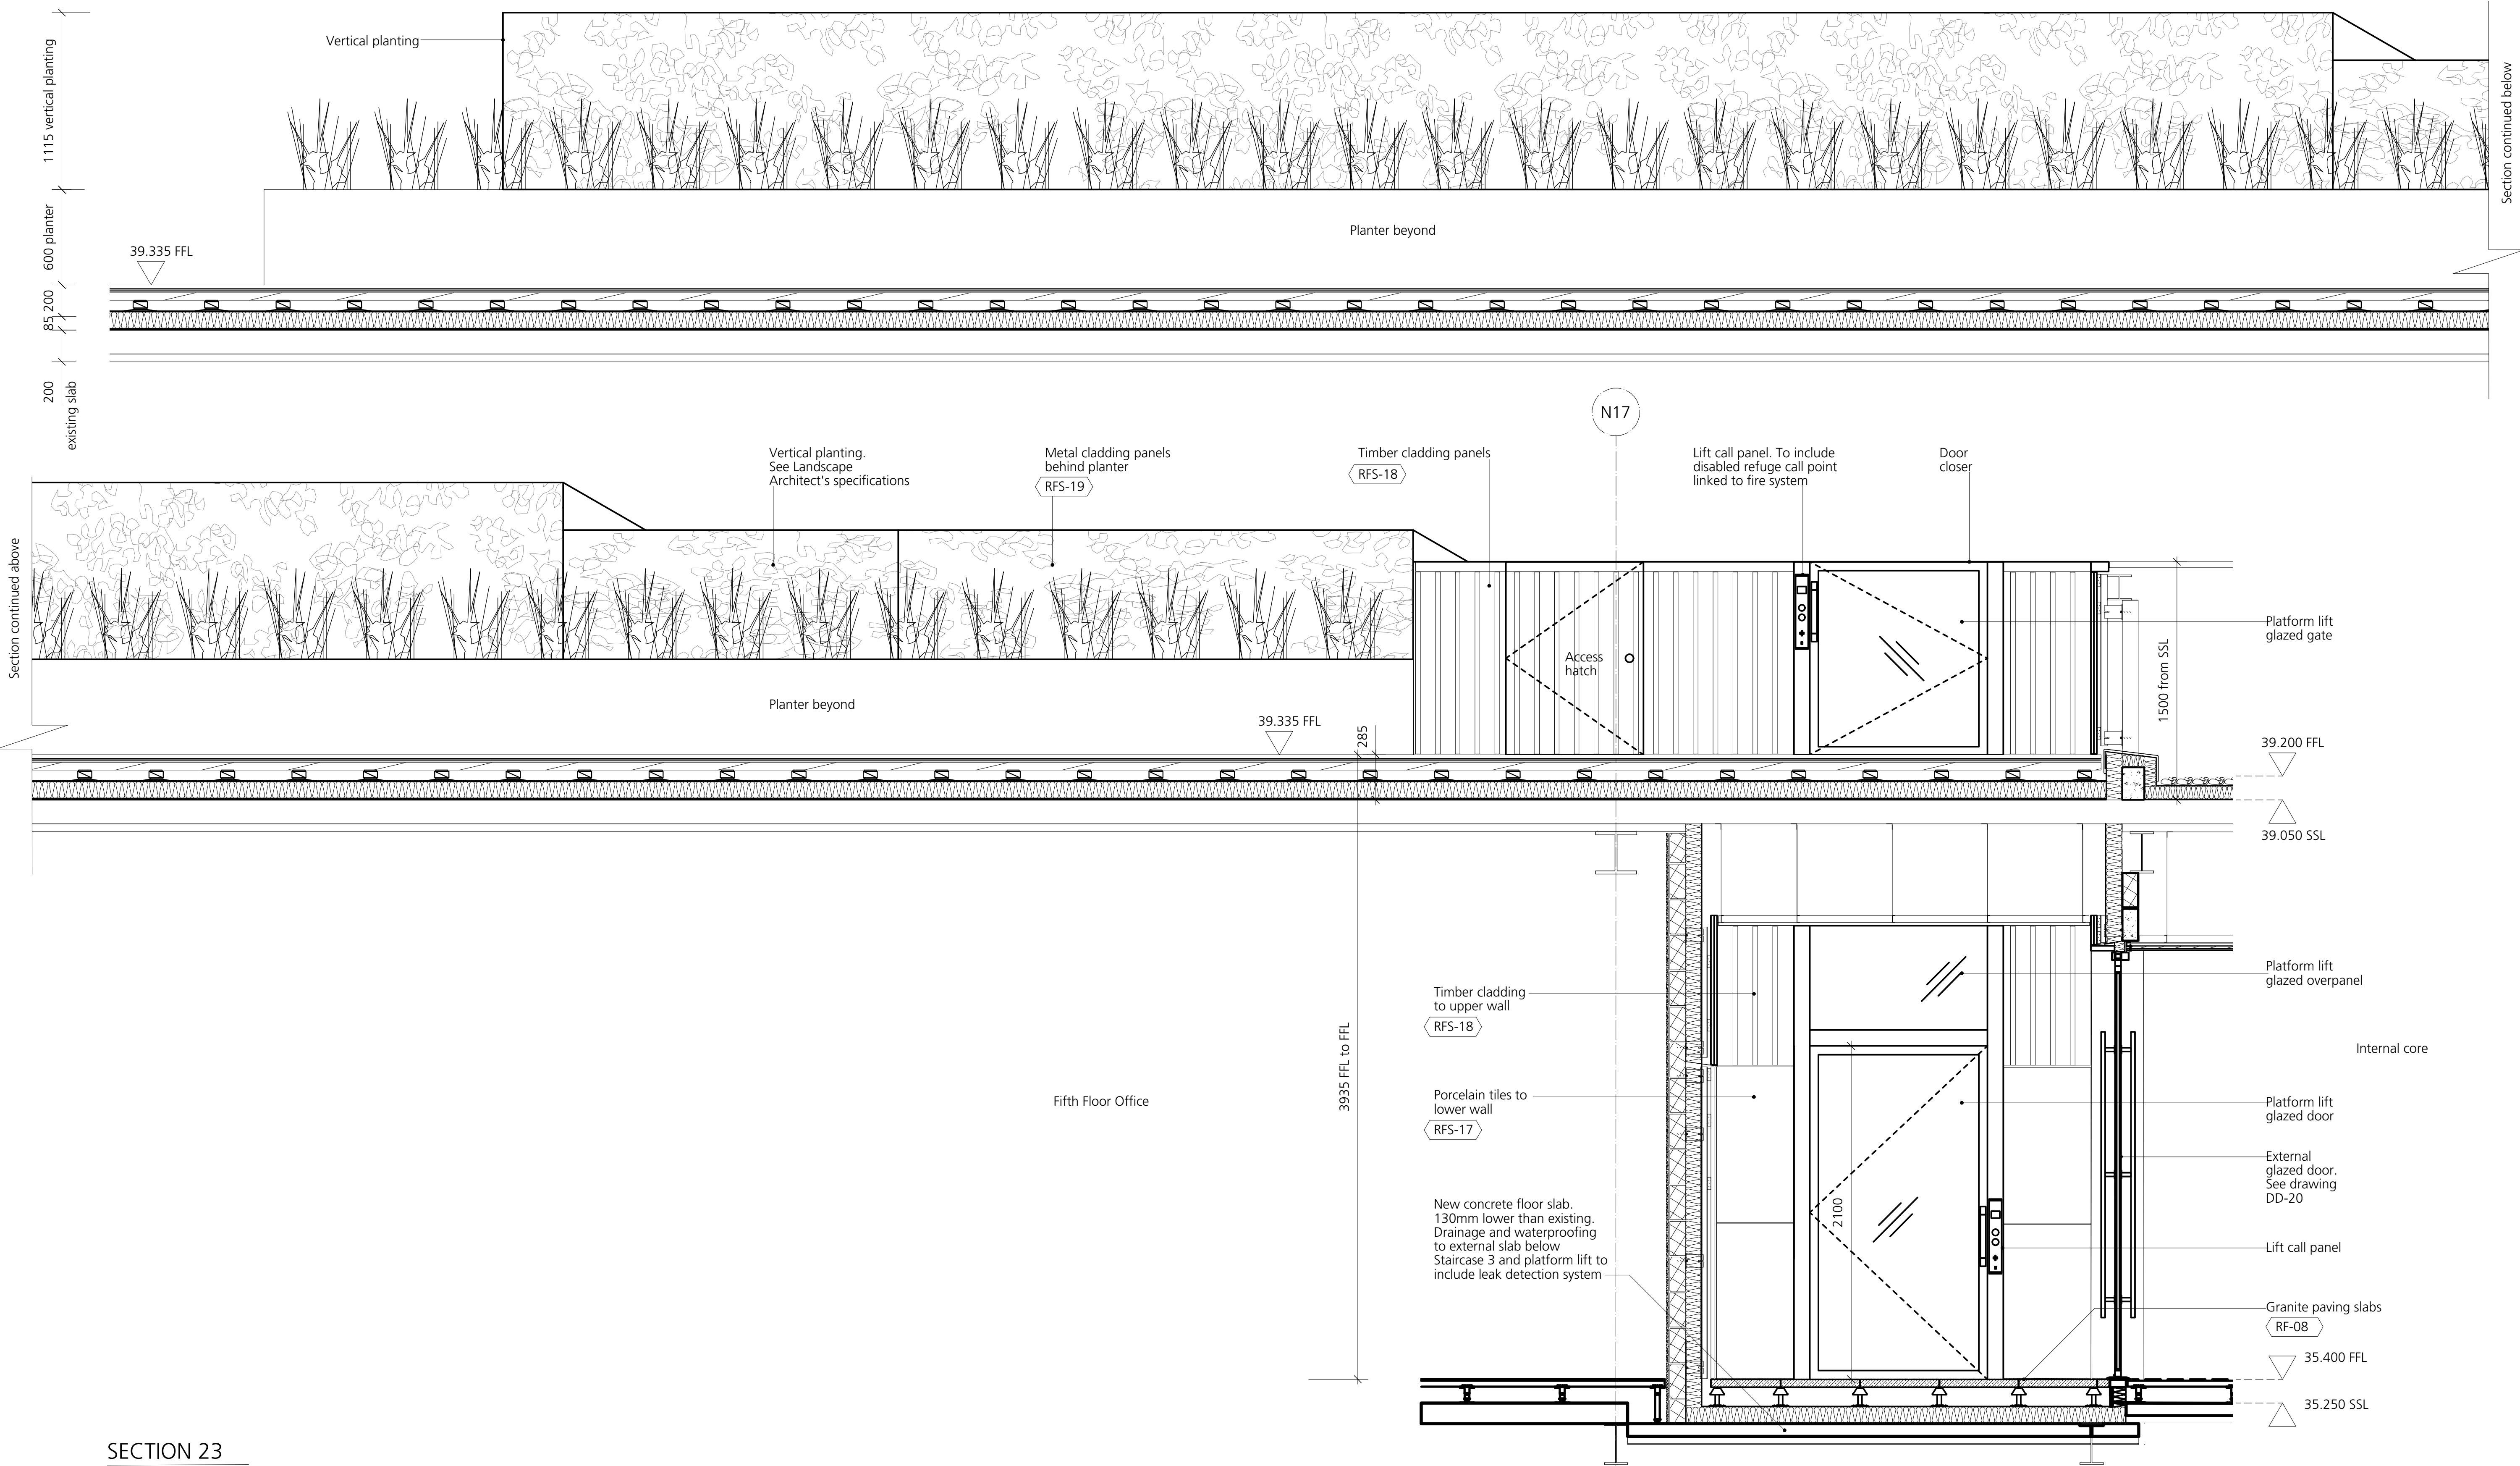 Vertical planting
1115 vertical planting
600 planter
200
85
200
existing slab
39.335 FFL
Planter beyond
Section continued below
N17
Vertical planting.
See Landscape
Architect's specifications
Metal cladding panels
behind planter
RFS-19
Timber cladding panels
RFS-18
Lift call panel. To include
disabled refuge call point
linked to fire system
Door
closer
Section continued above
Access
hatch
Platform lift
glazed gate
1500 from SSL
Planter beyond
39.335 FFL
285
39.200 FFL
39.050 SSL
3935 FFL to FFL
Fifth Floor Office
Timber cladding
to upper wall
RFS-18
Porcelain tiles to
lower wall
RFS-17
New concrete floor slab.
130mm lower than existing.
Drainage and waterproofing
to external slab below
Staircase 3 and platform lift to
include leak detection system
2100
Platform lift
glazed overpanel
Internal core
Platform lift
glazed door
External
glazed door.
See drawing
DD-20
Lift call panel
Granite paving slabs
RF-08
35.400 FFL
35.250 SSL
SECTION 23